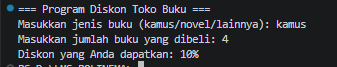 === Program Diskon Toko Buku ===
Masukkan jenis buku (kamus/novel/lainnya): kamus
Masukkan jumlah buku yang dibeli: 4
Diskon yang Anda dapatkan: 10%